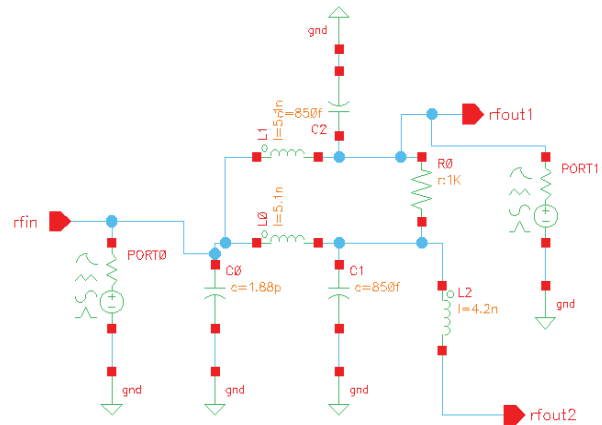 gnd
c=850f
C2
L1
l=5.1n
rfout1
R0
r:1K
PORT1
rfin
PORT0
L0
l=5.1n
C0
c=1.88p
C1
c=850f
L2
l=4.2n
gnd
gnd
gnd
gnd
rfout2